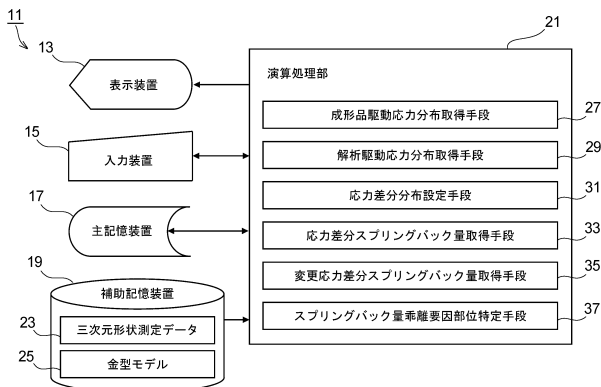 11
13
表示装置
15
入力装置
17
主記憶装置
19
補助記憶装置
23
三次元形状測定データ
25
金型モデル
21
演算処理部
成形品駆動応力分布取得手段
27
解析駆動応力分布取得手段
29
応力差分分布設定手段
31
応力差分スプリングバック量取得手段
33
変更応力差分スプリングバック量取得手段
35
スプリングバック量乖離要因部位特定手段
37